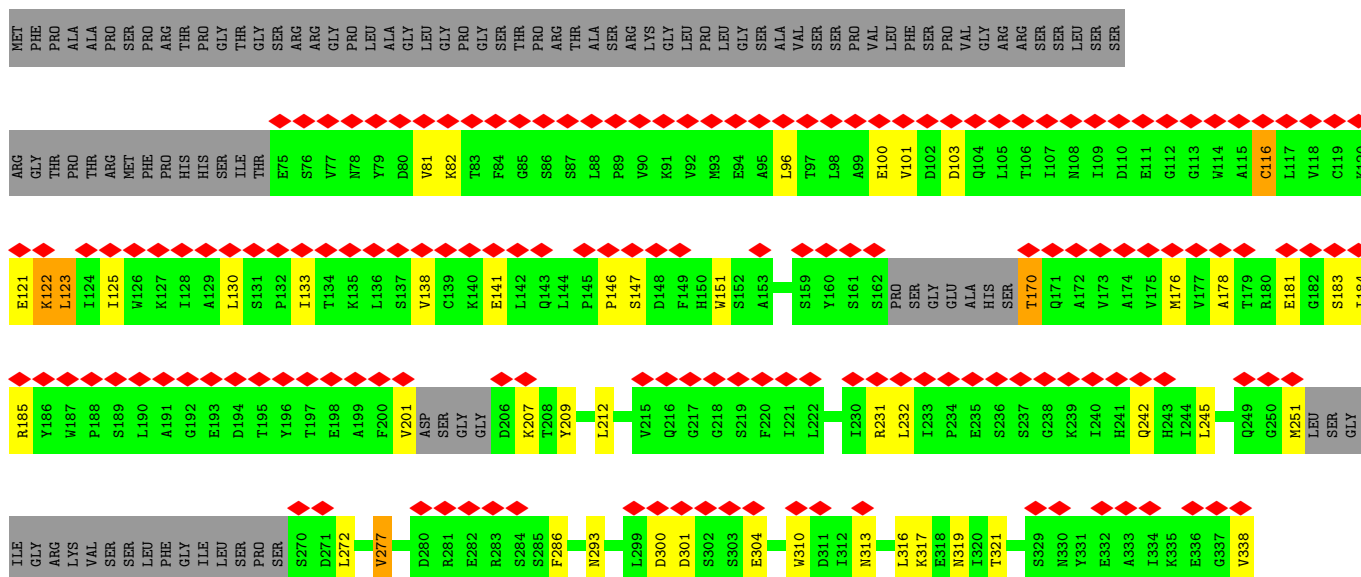 MET PHE PRO ALA ALA PRO SER PRO ARG THR PRO GLY THR GLY SER ARG ARG GLY PRO LEU ALA GLY LEU GLY PRO GLY SER THR PRO ARG THR ALA SER ARG LYS GLY LEU PRO LEU GLY SER ALA VAL SER SER PRO VAL LEU PHE SER PRO VAL GLY ARG ARG SER SER LEU SER SER
ARG GLY THR PRO THR ARG MET PHE PRO HIS HIS SER ILE THR E75 S76 V77 N78 Y79 D80 V81 K82 T83 F84 G85 S86 S87 L88 P89 V90 K91 V92 M93 E94 A95 L96 T97 L98 A99 E100 V101 D102 D103 Q104 L105 T106 I107 N108 I109 D110 E111 G112 G113 W114 A115 C116 L117 V118 C119 K120
E121 K122 L123 I124 I125 W126 K127 I128 A129 L130 S131 P132 I133 T134 K135 L136 S137 V138 C139 K140 E141 L142 Q143 L144 P145 P146 S147 D148 F149 H150 W151 S152 A153 S159 Y160 S161 S162 PRO SER GLY GLU ALA HIS SER T170 Q171 A172 V173 A174 V175 M176 V177 A178 T179 R180 E181 G182 S183 I184
R185 Y186 W187 P188 S189 L190 A191 G192 E193 D194 T195 Y196 T197 E198 A199 F200 V201 ASP SER GLY GLY D206 K207 T208 Y209 L212 V215 Q216 G217 G218 S219 F220 I221 L222 I230 R231 L232 I233 P234 E235 S236 S237 G238 K239 I240 H241 Q242 H243 I244 L245 Q249 G250 M251 LEU SER GLY
ILE GLY ARG LYS VAL SER SER LEU PHE GLY ILE LEU SER PRO SER S270 D271 L272 V277 D280 R281 E282 R283 S284 S285 F286 N293 L299 D300 D301 S302 S303 E304 W310 D311 I312 N313 L316 K317 E318 N319 I320 T321 S329 N330 Y331 E332 A333 I334 K335 E336 G337 V338